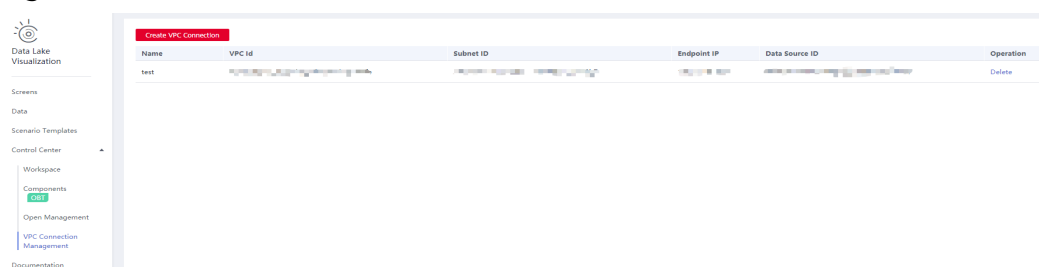 Data Lake
Visualization
Screens
Data
Scenario Templates
Control Center
Workspace
Components
OBT
Open Management
VPC Connection
Management
Documentation
Create VPC Connection
Name VPC Id Subnet ID Endpoint IP Data Source ID Operation
test Delete